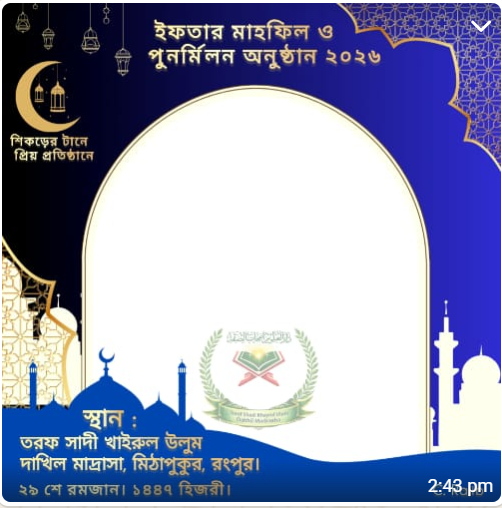 ইফতার মাহফিল ও
পুনর্মিলন অনুষ্ঠান ২০২৬
শিকড়ের টানে
প্রিয় প্রতিষ্ঠানে
স্থান :
তরফ সাদী খাইরুল উলুম
দাখিল মাদ্রাসা, মিঠাপুকুর, রংপুর।
২৯ শে রমজান। ১৪৪৭ হিজরী।
2:43 pm